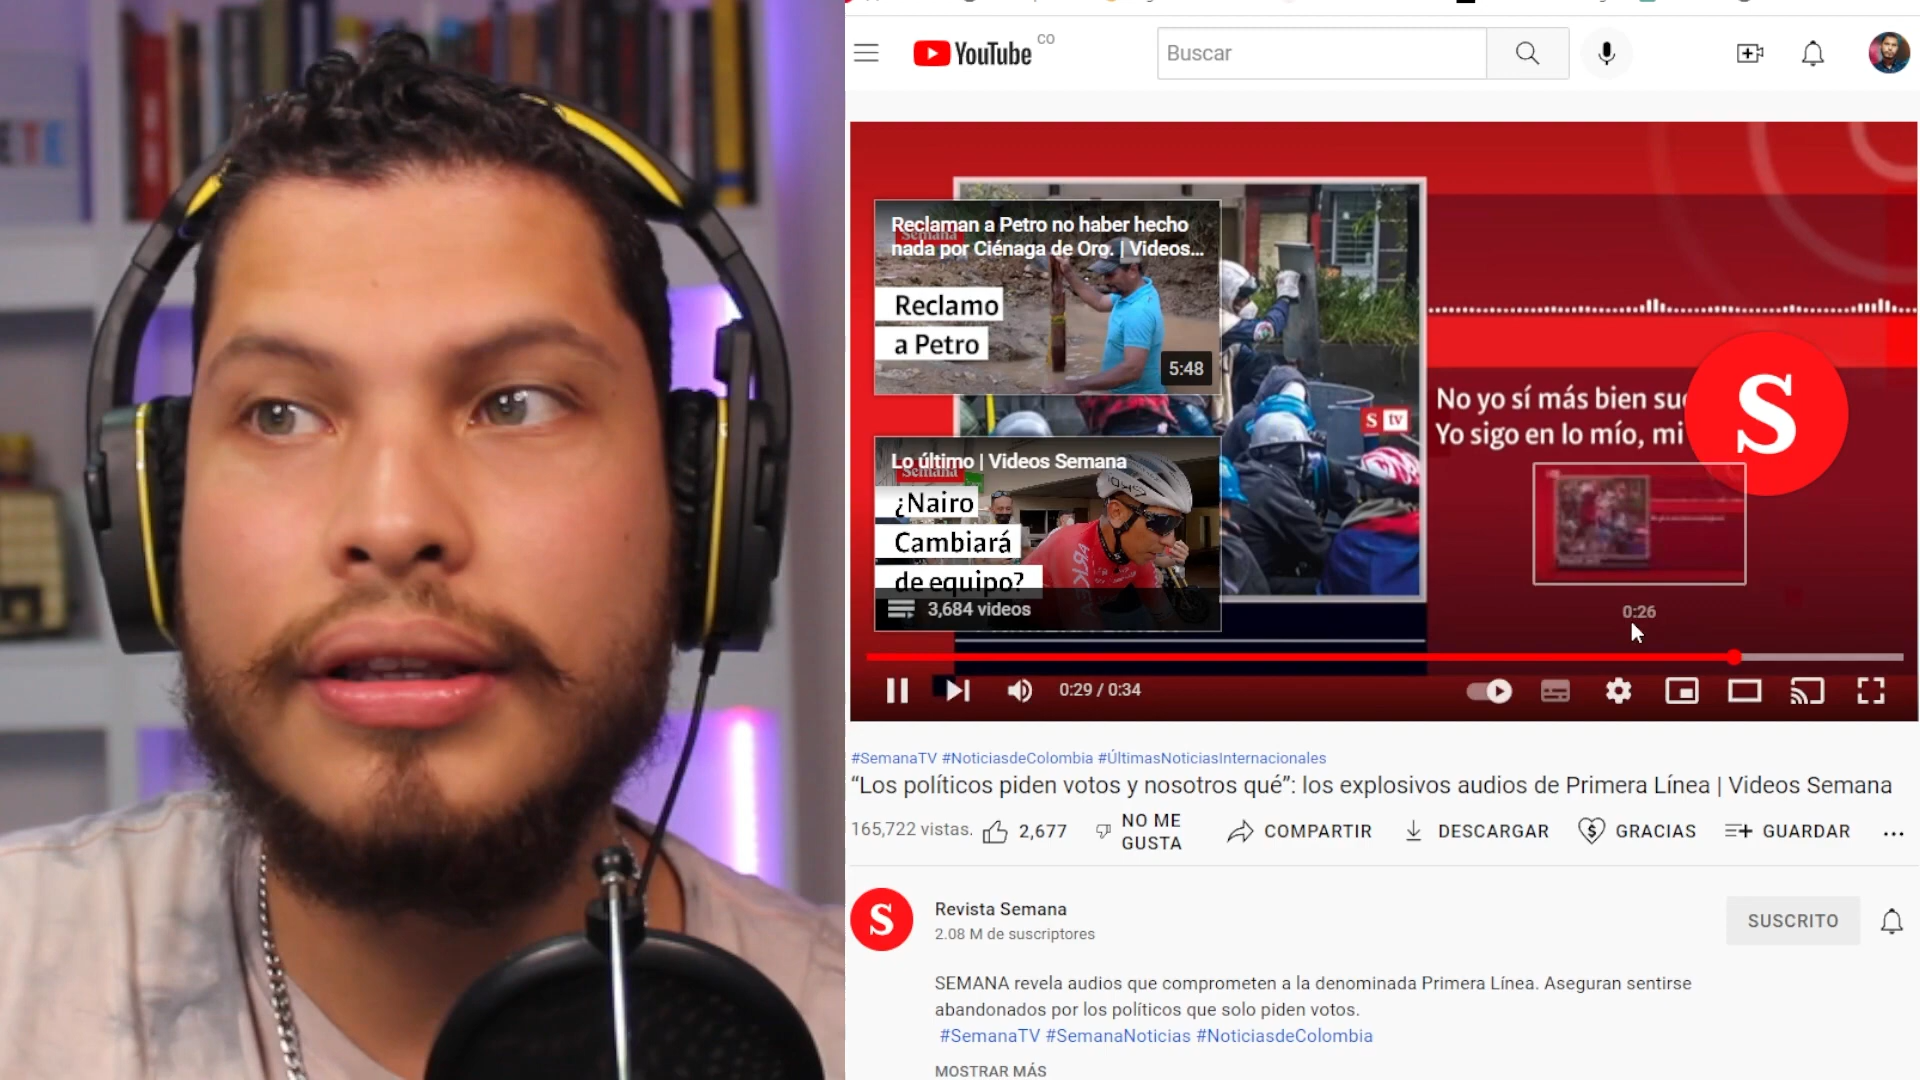 YouTube CO
Buscar
Reclaman a Petro no haber hecho
nada por Ciénaga de Oro. | Videos...
Semana
Reclamo
a Petro
5:48
Lo último | Videos Semana
Semana
¿Nairo
Cambiará
de equipo?
3,684 videos
S tv
No yo sí más bien
Yo sigo en lo mío, mi
S
0:26
0:29 / 0:34
#SemanaTV #NoticiasdeColombia #ÚltimasNoticiasInternacionales
“Los políticos piden votos y nosotros qué”: los explosivos audios de Primera Línea | Videos Semana
165,722 vistas.
2,677
NO ME
GUSTA
COMPARTIR
DESCARGAR
GRACIAS
GUARDAR
S
Revista Semana
2.08 M de suscriptores
SUSCRITO
SEMANA revela audios que comprometen a la denominada Primera Línea. Aseguran sentirse
abandonados por los políticos que solo piden votos.
#SemanaTV #SemanaNoticias #NoticiasdeColombia
MOSTRAR MÁS